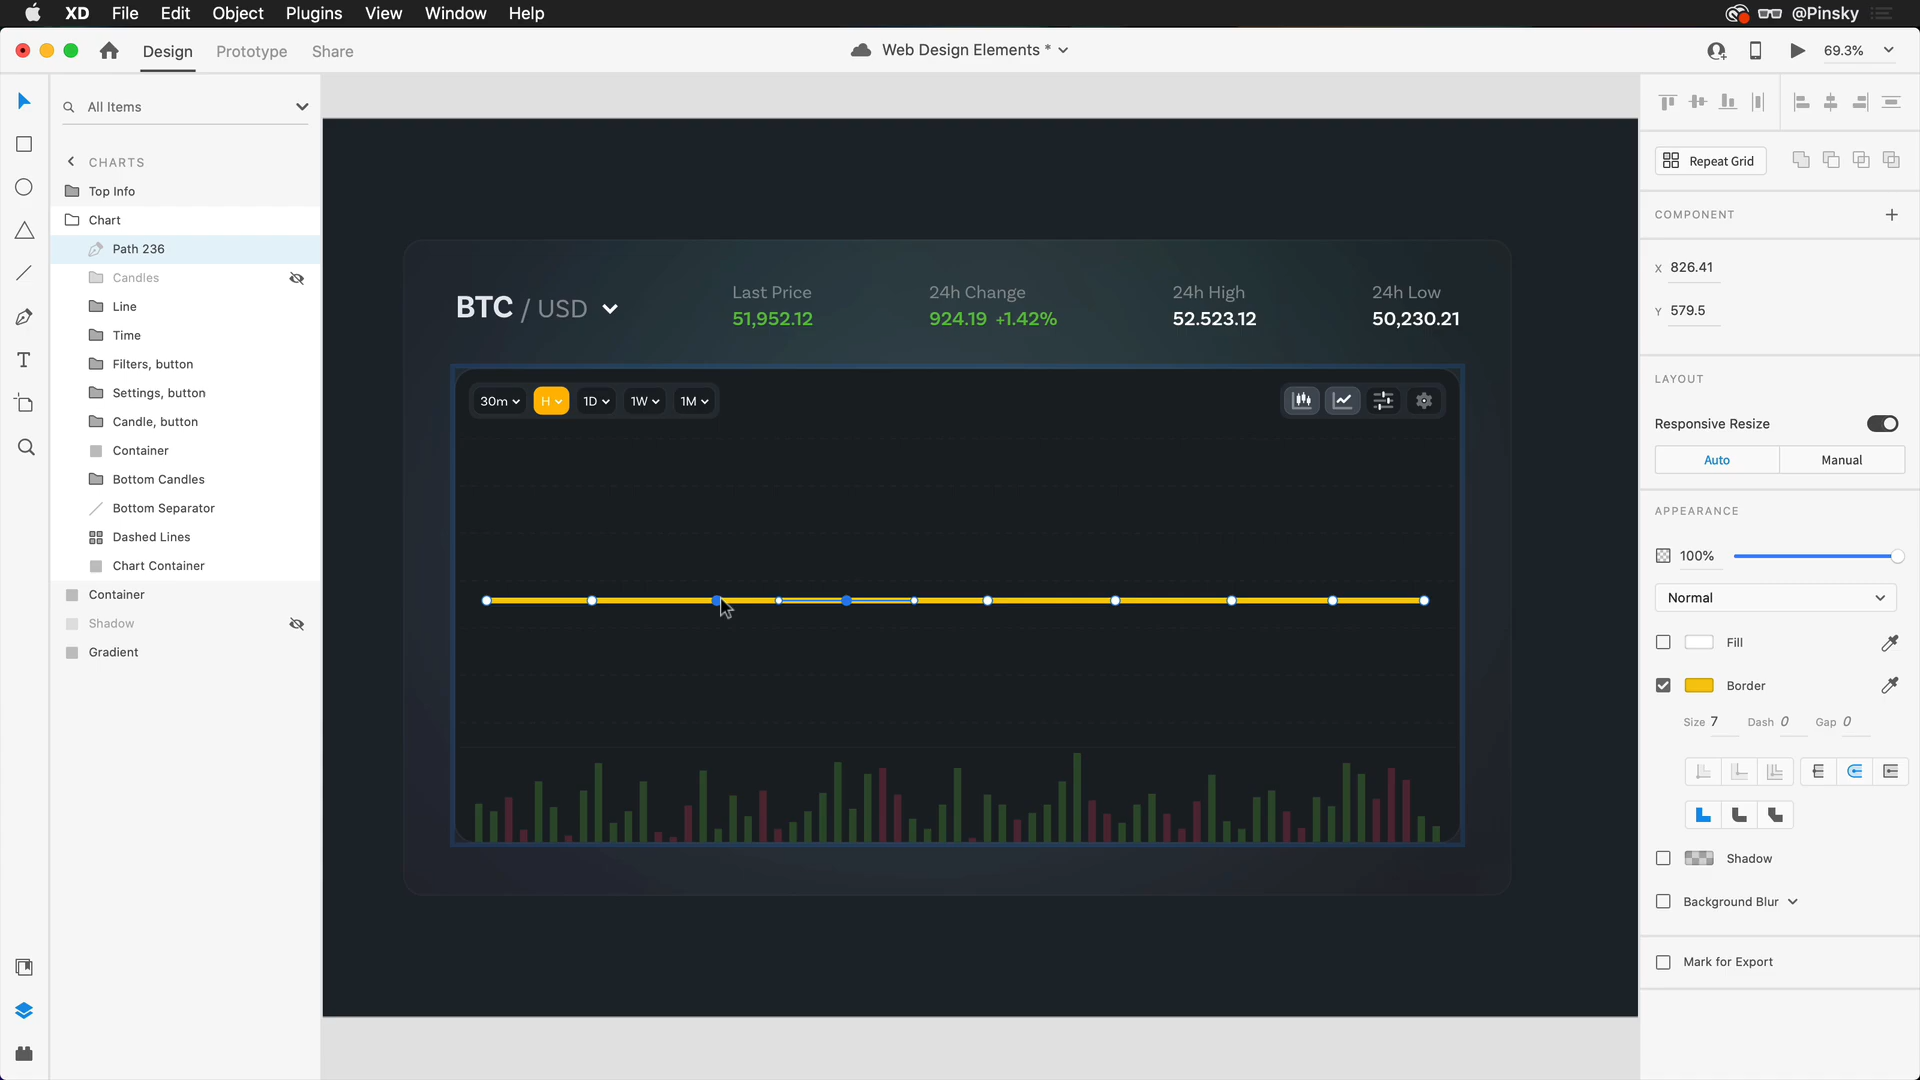 XD File Edit Object Plugins View Window Help @Pinsky
Design Prototype Share Web Design Elements * 69.3%
All Items
CHARTS
Top Info
Chart
Path 236
Candles
Line
Time
Filters, button
Settings, button
Candle, button
Container
Bottom Candles
Bottom Separator
Dashed Lines
Chart Container
Container
Shadow
Gradient
BTC / USD
Last Price
51,952.12
24h Change
924.19 +1.42%
24h High
52.523.12
24h Low
50,230.21
30m H 1D 1W 1M
Repeat Grid
COMPONENT
X 826.41
Y 579.5
LAYOUT
Responsive Resize
Auto Manual
APPEARANCE
100%
Normal
Fill
Border
Size 7 Dash 0 Gap 0
Shadow
Background Blur
Mark for Export